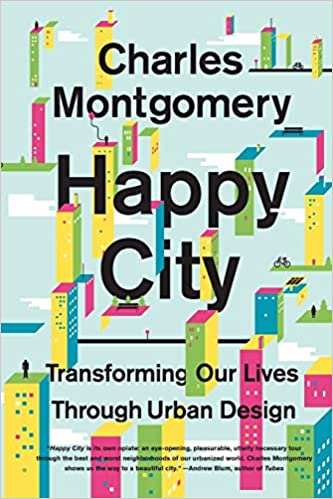 Charles
Montgomery
Happy
City
Transforming Our Lives
Through Urban Design
"Happy City is its own opiate: an eye-opening, pleasurable, utterly necessary tour
through the best and worst neighborhoods of our urbanized world. Charles Montgomery
shows us the way to a beautiful city."—Andrew Blum, author of Tubes